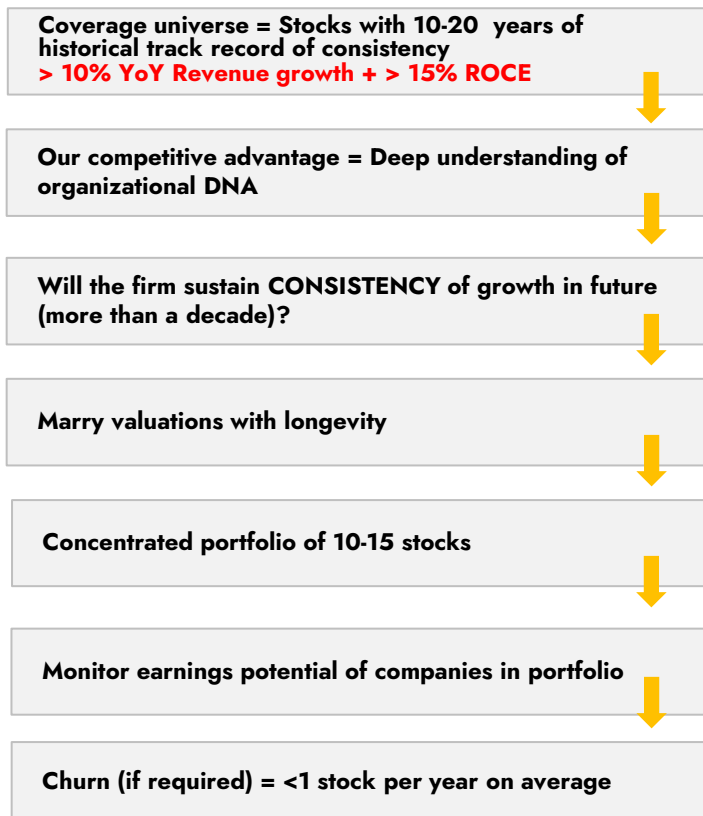 Coverage universe = Stocks with 10-20 years of
historical track record of consistency
> 10% YoY Revenue growth + > 15% ROCE
Our competitive advantage = Deep understanding of
organizational DNA
Will the firm sustain CONSISTENCY of growth in future
(more than a decade)?
Marry valuations with longevity
Concentrated portfolio of 10-15 stocks
Monitor earnings potential of companies in portfolio
Churn (if required) = <1 stock per year on average